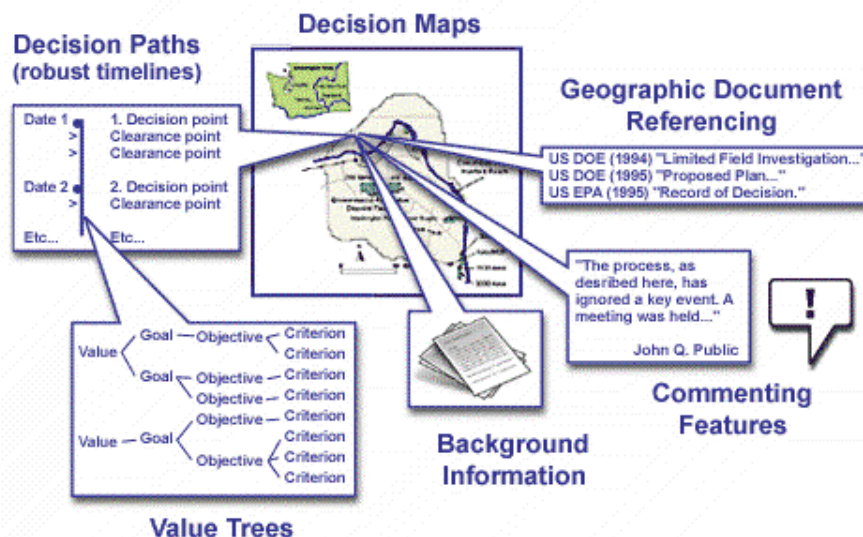 Decision Maps
Decision Paths
(robust timelines)
Date 1
1. Decision point
>
Clearance point
>
Clearance point
Date 2
2. Decision point
>
Clearance point
Etc...
Etc...
Geographic Document
Referencing
US DOE (1994) "Limited Field Investigation..."
US DOE (1995) "Proposed Plan..."
US EPA (1995) "Record of Decision."
"The process, as
desribed here, has
ignored a key event. A
meeting was held..."
John Q. Public
!
Commenting
Features
Background
Information
Value
Goal
Objective
Criterion
Criterion
Goal
Objective
Criterion
Objective
Criterion
Value
Goal
Objective
Criterion
Objective
Criterion
Criterion
Criterion
Value Trees